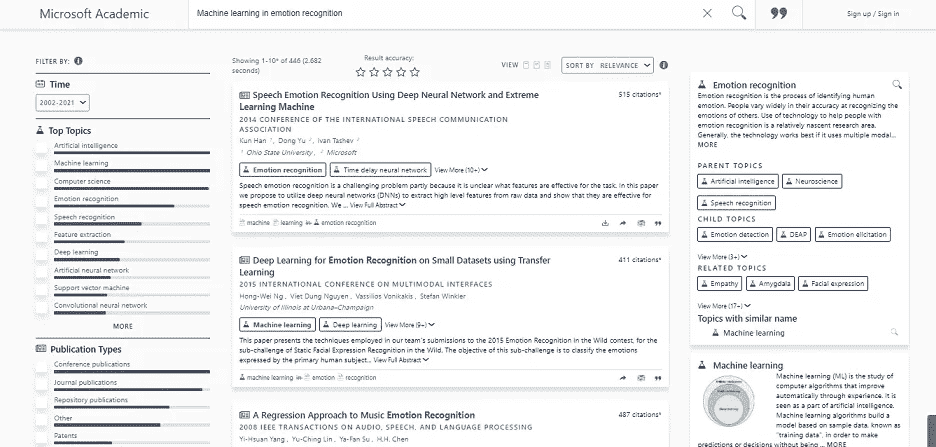 Microsoft Academic
Machine learning in emotion recognition
Sign up / Sign in
FILTER BY:
Time
2002-2021
Top Topics
Artificial intelligence
Machine learning
Computer science
Emotion recognition
Speech recognition
Feature extraction
Deep learning
Artificial neural network
Support vector machine
Convolutional neural network
MORE
Publication Types
Conference publications
Journal publications
Repository publications
Other
Patents
Showing 1-10* of 446 (2.682
seconds)
Result accuracy:
VIEW
SORT BY RELEVANCE
Speech Emotion Recognition Using Deep Neural Network and Extreme
Learning Machine
515 citations*
2014 CONFERENCE OF THE INTERNATIONAL SPEECH COMMUNICATION
ASSOCIATION
Kun Han 1, Dong Yu 2, Ivan Tashev 2
1 Ohio State University, 2 Microsoft
Emotion recognition
Time delay neural network
View More (10+)
Speech emotion recognition is a challenging problem partly because it is unclear what features are effective for the task. In this paper
we propose to utilize deep neural networks (DNNs) to extract high level features from raw data and show that they are effective for
speech emotion recognition. We ... View Full Abstract
machine learning in emotion recognition
Deep Learning for Emotion Recognition on Small Datasets using Transfer
Learning
411 citations*
2015 INTERNATIONAL CONFERENCE ON MULTIMODAL INTERFACES
Hong-Wei Ng, Viet Dung Nguyen, Vassilios Vonikakis, Stefan Winkler
University of Illinois at Urbana–Champaign
Machine learning
Deep learning
View More (9+)
This paper presents the techniques employed in our team's submissions to the 2015 Emotion Recognition in the Wild contest, for the
sub-challenge of Static Facial Expression Recognition in the Wild. The objective of this sub-challenge is to classify the emotions
expressed by the primary human subject... View Full Abstract
machine learning in emotion recognition
A Regression Approach to Music Emotion Recognition
487 citations*
2008 IEEE TRANSACTIONS ON AUDIO, SPEECH, AND LANGUAGE PROCESSING
Yi-Hsuan Yang, Yu-Ching Lin, Ya-Fan Su, H.H. Chen
Emotion recognition
Emotion recognition is the process of identifying human
emotion. People vary widely in their accuracy at recognizing the
emotions of others. Use of technology to help people with
emotion recognition is a relatively nascent research area.
Generally, the technology works best if it uses multiple modal...
MORE
PARENT TOPICS
Artificial intelligence
Neuroscience
Speech recognition
CHILD TOPICS
Emotion detection
DEAP
Emotion elicitation
View More (3+)
RELATED TOPICS
Empathy
Amygdala
Facial expression
View More (17+)
Topics with similar name
Machine learning
Machine learning
Machine learning (ML) is the study of
computer algorithms that improve
automatically through experience. It is
seen as a part of artificial intelligence.
Machine learning algorithms build a
model based on sample data, known as
"training data", in order to make
predictions or decisions without being ... MORE